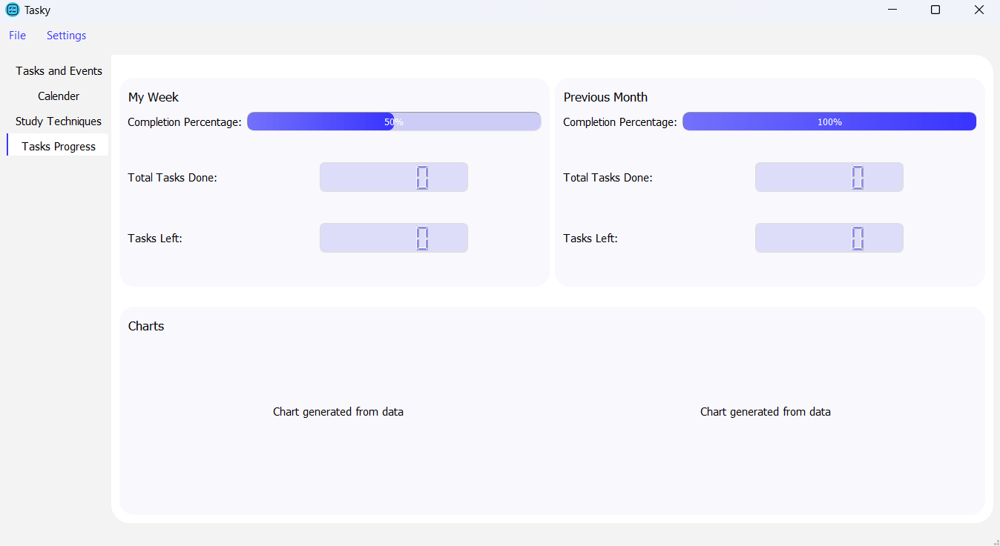 Tasky
File Settings
Tasks and Events
Calender
Study Techniques
Tasks Progress
My Week
Completion Percentage: 50%
Total Tasks Done: 0
Tasks Left: 0
Previous Month
Completion Percentage: 100%
Total Tasks Done: 0
Tasks Left: 0
Charts
Chart generated from data
Chart generated from data